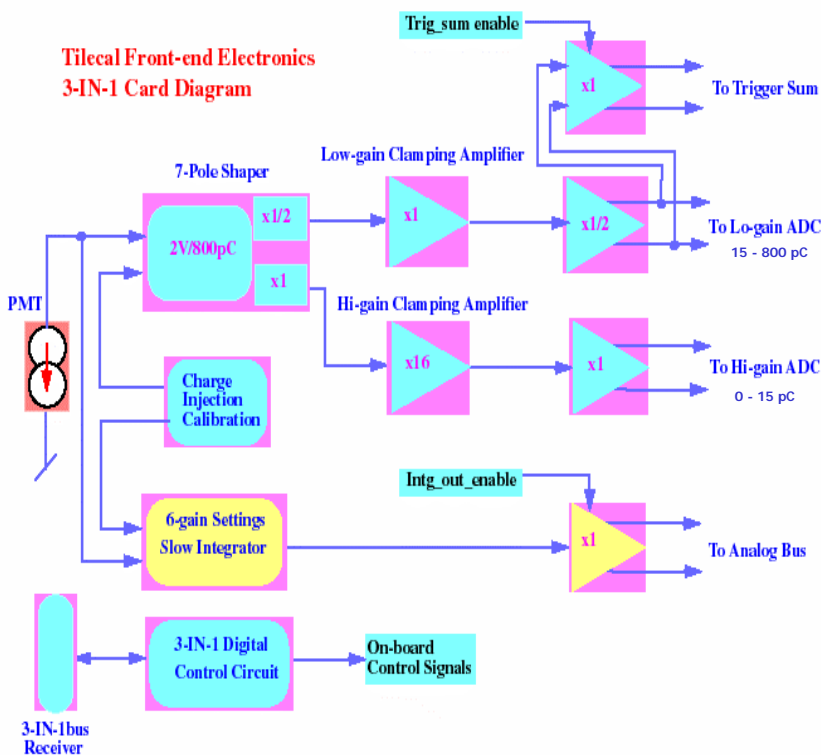 Trig_sum enable
Tilecal Front-end Electronics
3-IN-1 Card Diagram
x1
To Trigger Sum
Low-gain Clamping Amplifier
7-Pole Shaper
x1/2
x1
x1/2
2V/800pC
To Lo-gain ADC
15 - 800 pC
x1
PMT
Hi-gain Clamping Amplifier
x16
x1
To Hi-gain ADC
0 - 15 pC
Charge
Injection
Calibration
Intg_out_enable
6-gain Settings
Slow Integrator
x1
To Analog Bus
3-IN-1 Digital
Control Circuit
On-board
Control Signals
3-IN-1bus
Receiver